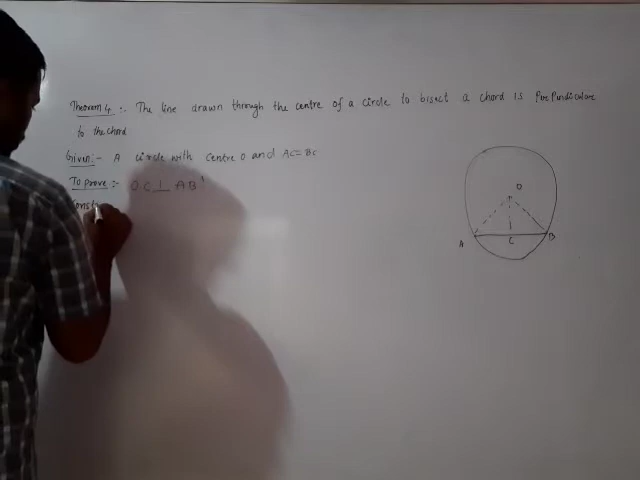 Theorem 4 :- The line drawn through the centre of a circle to bisect a chord is PerPendicular
to the chord
Given:- A circle with centre O and AC = BC
To prove :- OC ⊥ AB
Const
O
A
C
B